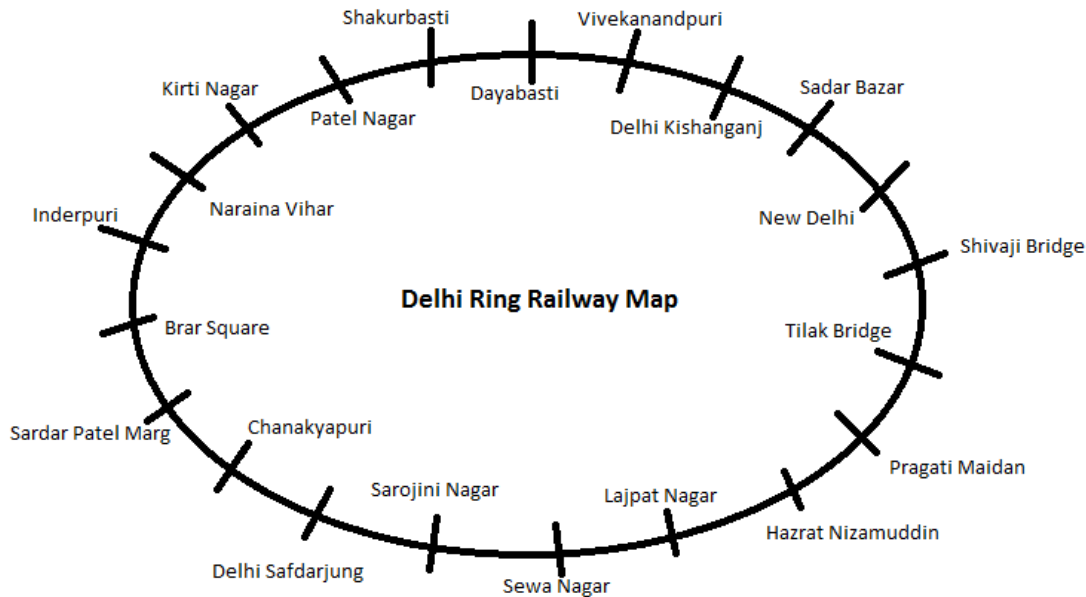 Shakurbasti
Vivekanandpuri
Kirti Nagar
Patel Nagar
Dayabasti
Delhi Kishanganj
Sadar Bazar
Inderpuri
Naraina Vihar
New Delhi
Shivaji Bridge
Delhi Ring Railway Map
Brar Square
Tilak Bridge
Sardar Patel Marg
Chanakyapuri
Pragati Maidan
Sarojini Nagar
Lajpat Nagar
Hazrat Nizamuddin
Delhi Safdarjung
Sewa Nagar